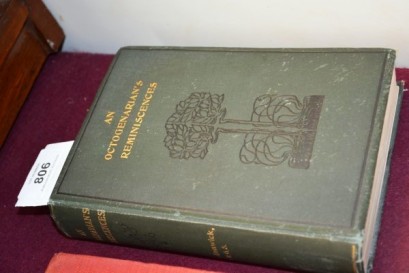 AN
OCTOGENARIAN'S
REMINISCENCES
806